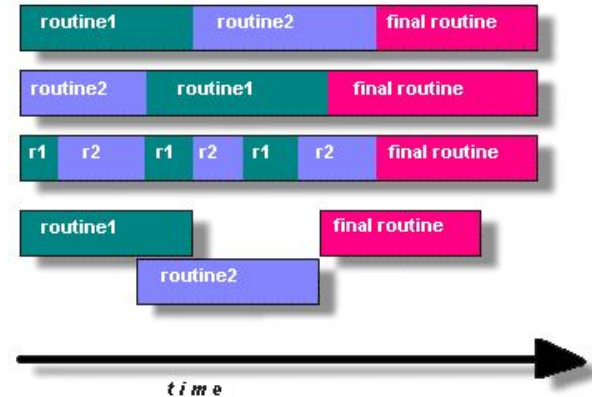 routine1 routine2 final routine
routine2 routine1 final routine
r1 r2 r1 r2 r1 r2 final routine
routine1 final routine
routine2
time